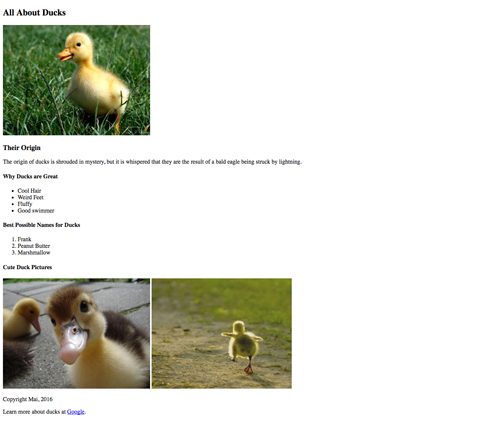 All About Ducks
Their Origin
The origin of ducks is shrouded in mystery, but it is whispered that they are the result of a bald eagle being struck by lightning.
Why Ducks are Great
• Cool Hair
• Weird Feet
• Fluffy
• Good swimmer
Best Possible Names for Ducks
1. Frank
2. Peanut Butter
3. Marshmallow
Cute Duck Pictures
Copyright Mai, 2016
Learn more about ducks at Google.